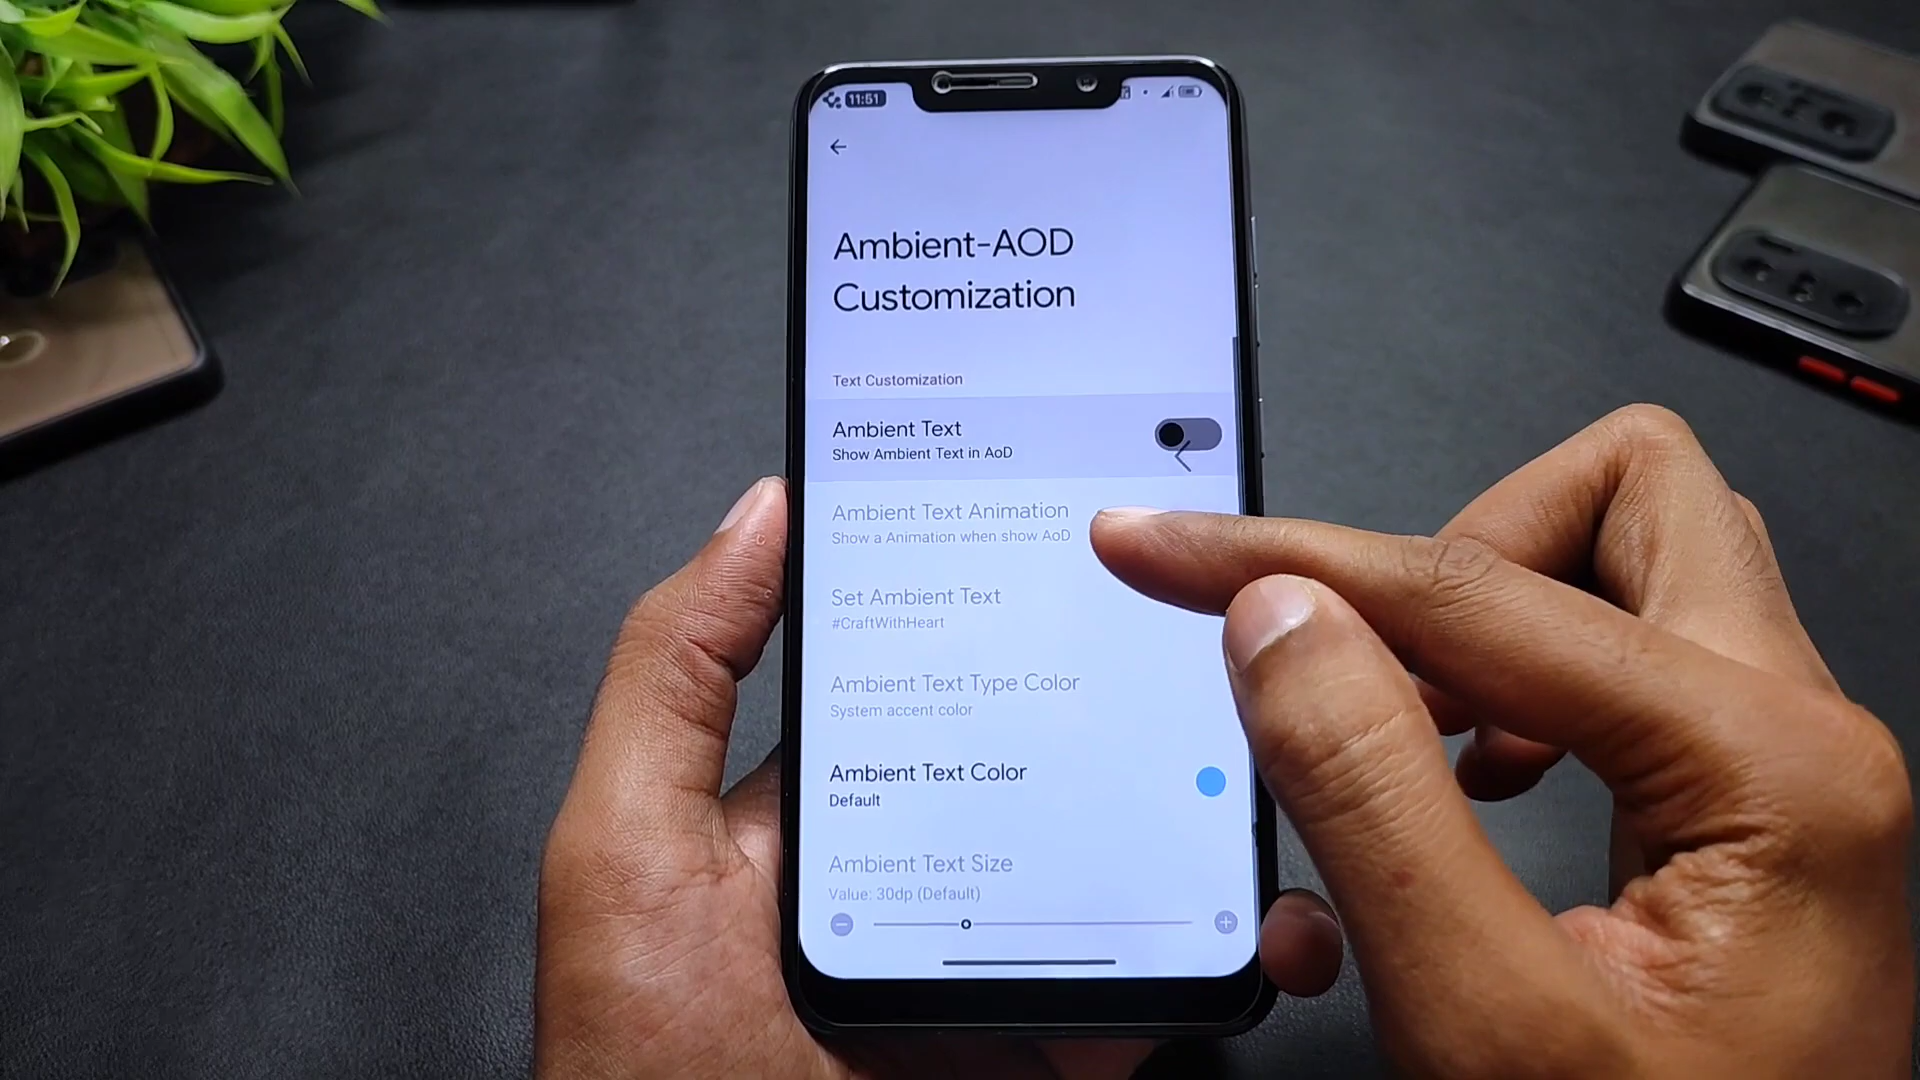 11:51
Ambient-AOD
Customization
Text Customization
Ambient Text
Show Ambient Text in AoD
Ambient Text Animation
Show a Animation when show AoD
Set Ambient Text
#CraftWithHeart
Ambient Text Type Color
System accent color
Ambient Text Color
Default
Ambient Text Size
Value: 30dp (Default)